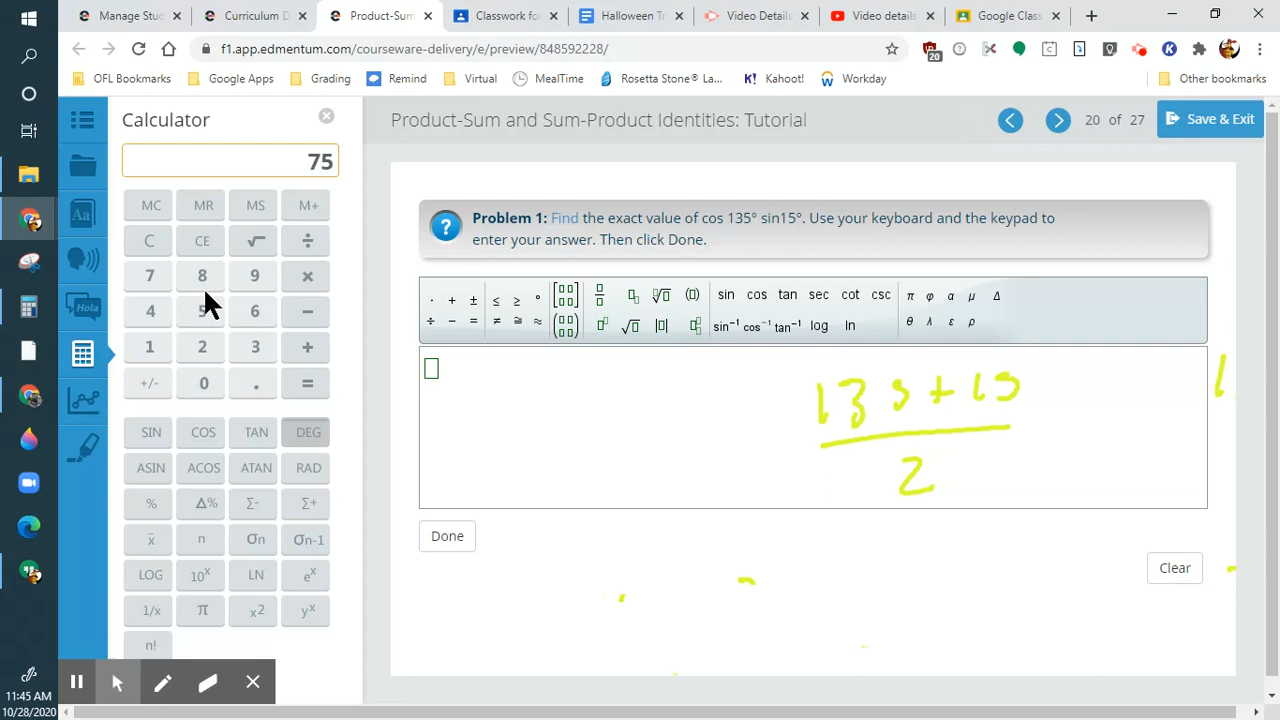 Manage Stud
Curriculum D
Product-Sum
Classwork for
Halloween Tr
Video Details
Video details
Google Class
f1.app.edmentum.com/courseware-delivery/e/preview/848592228/
20
OFL Bookmarks
Google Apps
Grading
Remind
Virtual
MealTime
Rosetta Stone® La...
Kahoot!
Workday
Other bookmarks
Calculator
Product-Sum and Sum-Product Identities: Tutorial
20 of 27
Save & Exit
75
MC MR MS M+
C CE √ ÷
7 8 9 ×
4 5 6 −
1 2 3 +
+/- 0 . =
SIN COS TAN DEG
ASIN ACOS ATAN RAD
% Δ% Σ- Σ+
x̄ n σn σn-1
LOG 10ˣ LN eˣ
1/x π x² yˣ
n!
Aa
Hola
Problem 1: Find the exact value of cos 135° sin15°. Use your keyboard and the keypad to
enter your answer. Then click Done.
· + ± ≤ ≥ ° sin cos tan sec cot csc π φ α μ Δ
÷ − = ≠ ≅ ≈ sin⁻¹ cos⁻¹ tan⁻¹ log ln θ λ ε ρ
135+15
2
Done
Clear
11:45 AM
10/28/2020